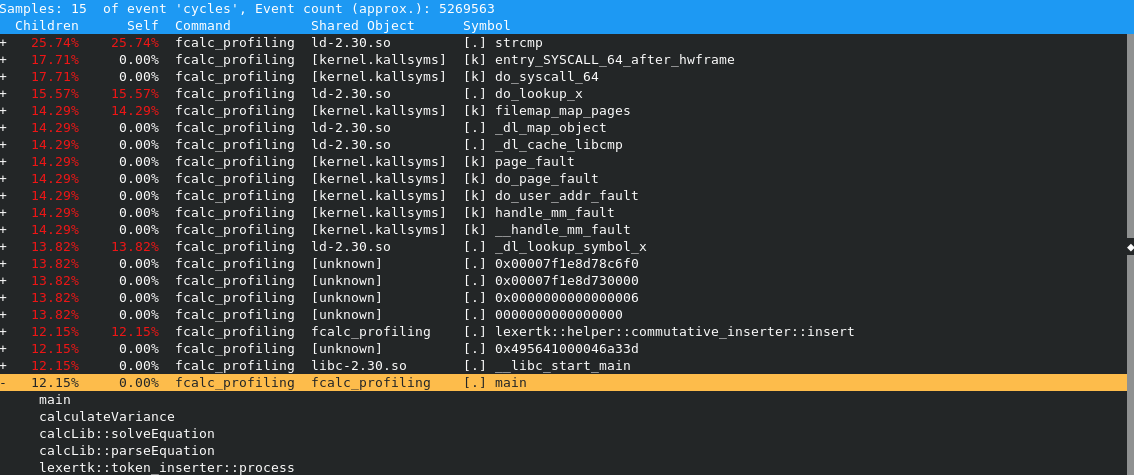 Samples: 15  of event 'cycles', Event count (approx.): 5269563
  Children      Self  Command         Shared Object      Symbol
+   25.74%    25.74%  fcalc_profiling  ld-2.30.so         [.] strcmp
+   17.71%     0.00%  fcalc_profiling  [kernel.kallsyms]  [k] entry_SYSCALL_64_after_hwframe
+   17.71%     0.00%  fcalc_profiling  [kernel.kallsyms]  [k] do_syscall_64
+   15.57%    15.57%  fcalc_profiling  ld-2.30.so         [.] do_lookup_x
+   14.29%    14.29%  fcalc_profiling  [kernel.kallsyms]  [k] filemap_map_pages
+   14.29%     0.00%  fcalc_profiling  ld-2.30.so         [.] _dl_map_object
+   14.29%     0.00%  fcalc_profiling  ld-2.30.so         [.] _dl_cache_libcmp
+   14.29%     0.00%  fcalc_profiling  [kernel.kallsyms]  [k] page_fault
+   14.29%     0.00%  fcalc_profiling  [kernel.kallsyms]  [k] do_page_fault
+   14.29%     0.00%  fcalc_profiling  [kernel.kallsyms]  [k] do_user_addr_fault
+   14.29%     0.00%  fcalc_profiling  [kernel.kallsyms]  [k] handle_mm_fault
+   14.29%     0.00%  fcalc_profiling  [kernel.kallsyms]  [k] __handle_mm_fault
+   13.82%    13.82%  fcalc_profiling  ld-2.30.so         [.] _dl_lookup_symbol_x
+   13.82%     0.00%  fcalc_profiling  [unknown]          [.] 0x00007f1e8d78c6f0
+   13.82%     0.00%  fcalc_profiling  [unknown]          [.] 0x00007f1e8d730000
+   13.82%     0.00%  fcalc_profiling  [unknown]          [.] 0x0000000000000006
+   13.82%     0.00%  fcalc_profiling  [unknown]          [.] 0000000000000000
+   12.15%    12.15%  fcalc_profiling  fcalc_profiling    [.] lexertk::helper::commutative_inserter::insert
+   12.15%     0.00%  fcalc_profiling  [unknown]          [.] 0x495641000046a33d
+   12.15%     0.00%  fcalc_profiling  libc-2.30.so       [.] __libc_start_main
-   12.15%     0.00%  fcalc_profiling  fcalc_profiling    [.] main
     main
     calculateVariance
     calcLib::solveEquation
     calcLib::parseEquation
     lexertk::token_inserter::process